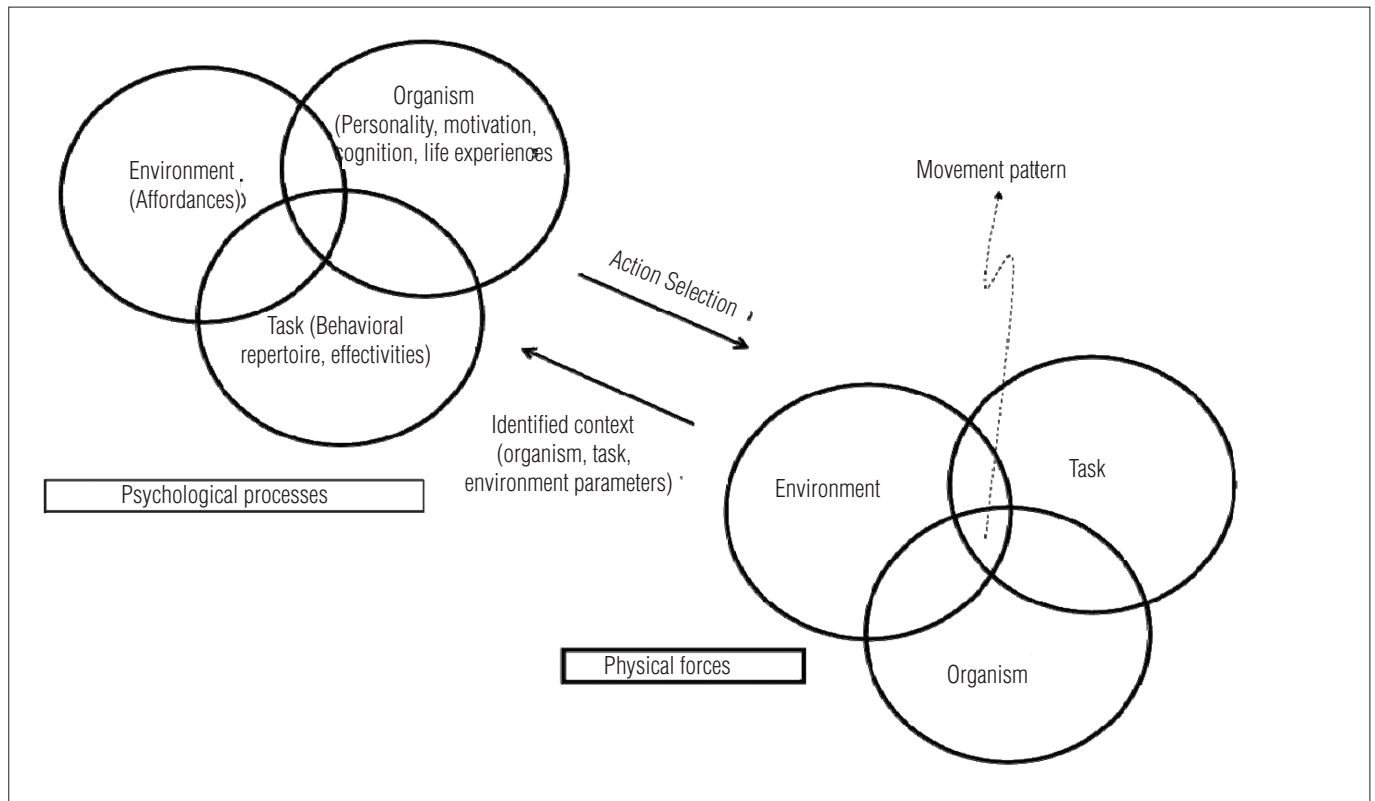 Organism
(Personality, motivation,
cognition, life experiences
Environment
(Affordances)
Task (Behavioral
repertoire, effectivities)
Psychological processes
Action Selection
Identified context
(organism, task,
environment parameters)
Movement pattern
Environment
Task
Organism
Physical forces